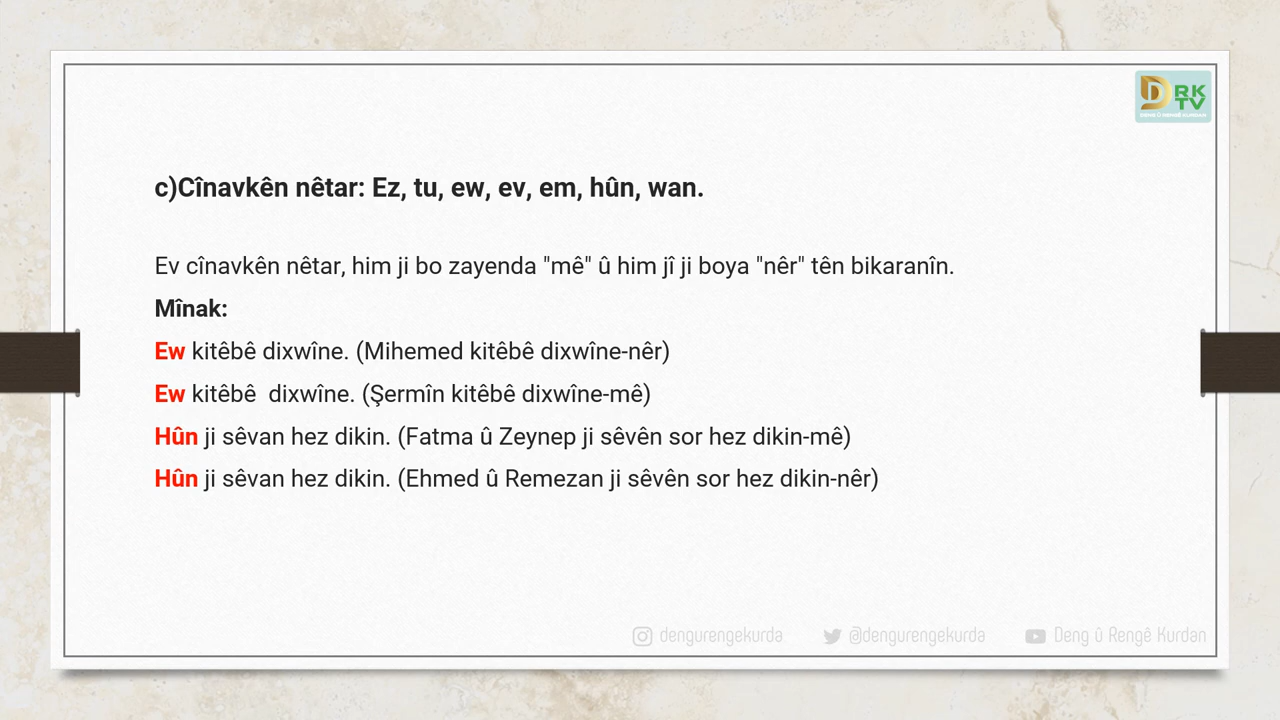 D RK TV
DENG Û RENGÊ KURDAN
c)Cînavkên nêtar: Ez, tu, ew, ev, em, hûn, wan.
Ev cînavkên nêtar, him ji bo zayenda "mê" û him jî ji boya "nêr" tên bikaranîn.
Mînak:
Ew kitêbê dixwîne. (Mihemed kitêbê dixwîne-nêr)
Ew kitêbê  dixwîne. (Şermîn kitêbê dixwîne-mê)
Hûn ji sêvan hez dikin. (Fatma û Zeynep ji sêvên sor hez dikin-mê)
Hûn ji sêvan hez dikin. (Ehmed û Remezan ji sêvên sor hez dikin-nêr)
dengurengekurda @dengurengekurda Deng û Rengê Kurdan